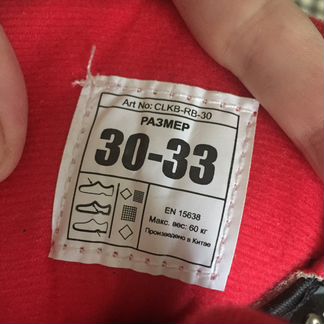 Art No: CLKB-RB-30
РАЗМЕР
30-33
EN 15638
Макс. вес: 60 кг
Произведено в Китае